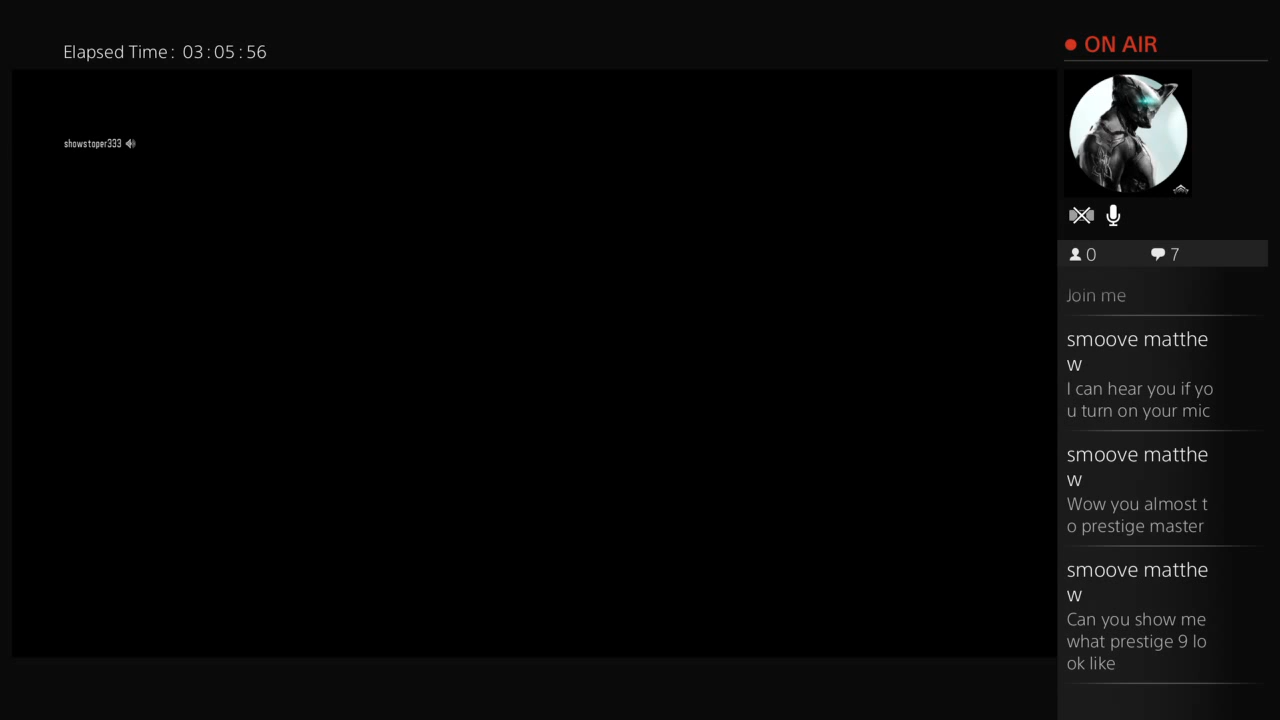 Elapsed Time: 03:05:56
showstoper333
ON AIR
0 7
Join me
smoove matthe
w
I can hear you if yo
u turn on your mic
smoove matthe
w
Wow you almost t
o prestige master
smoove matthe
w
Can you show me
what prestige 9 lo
ok like